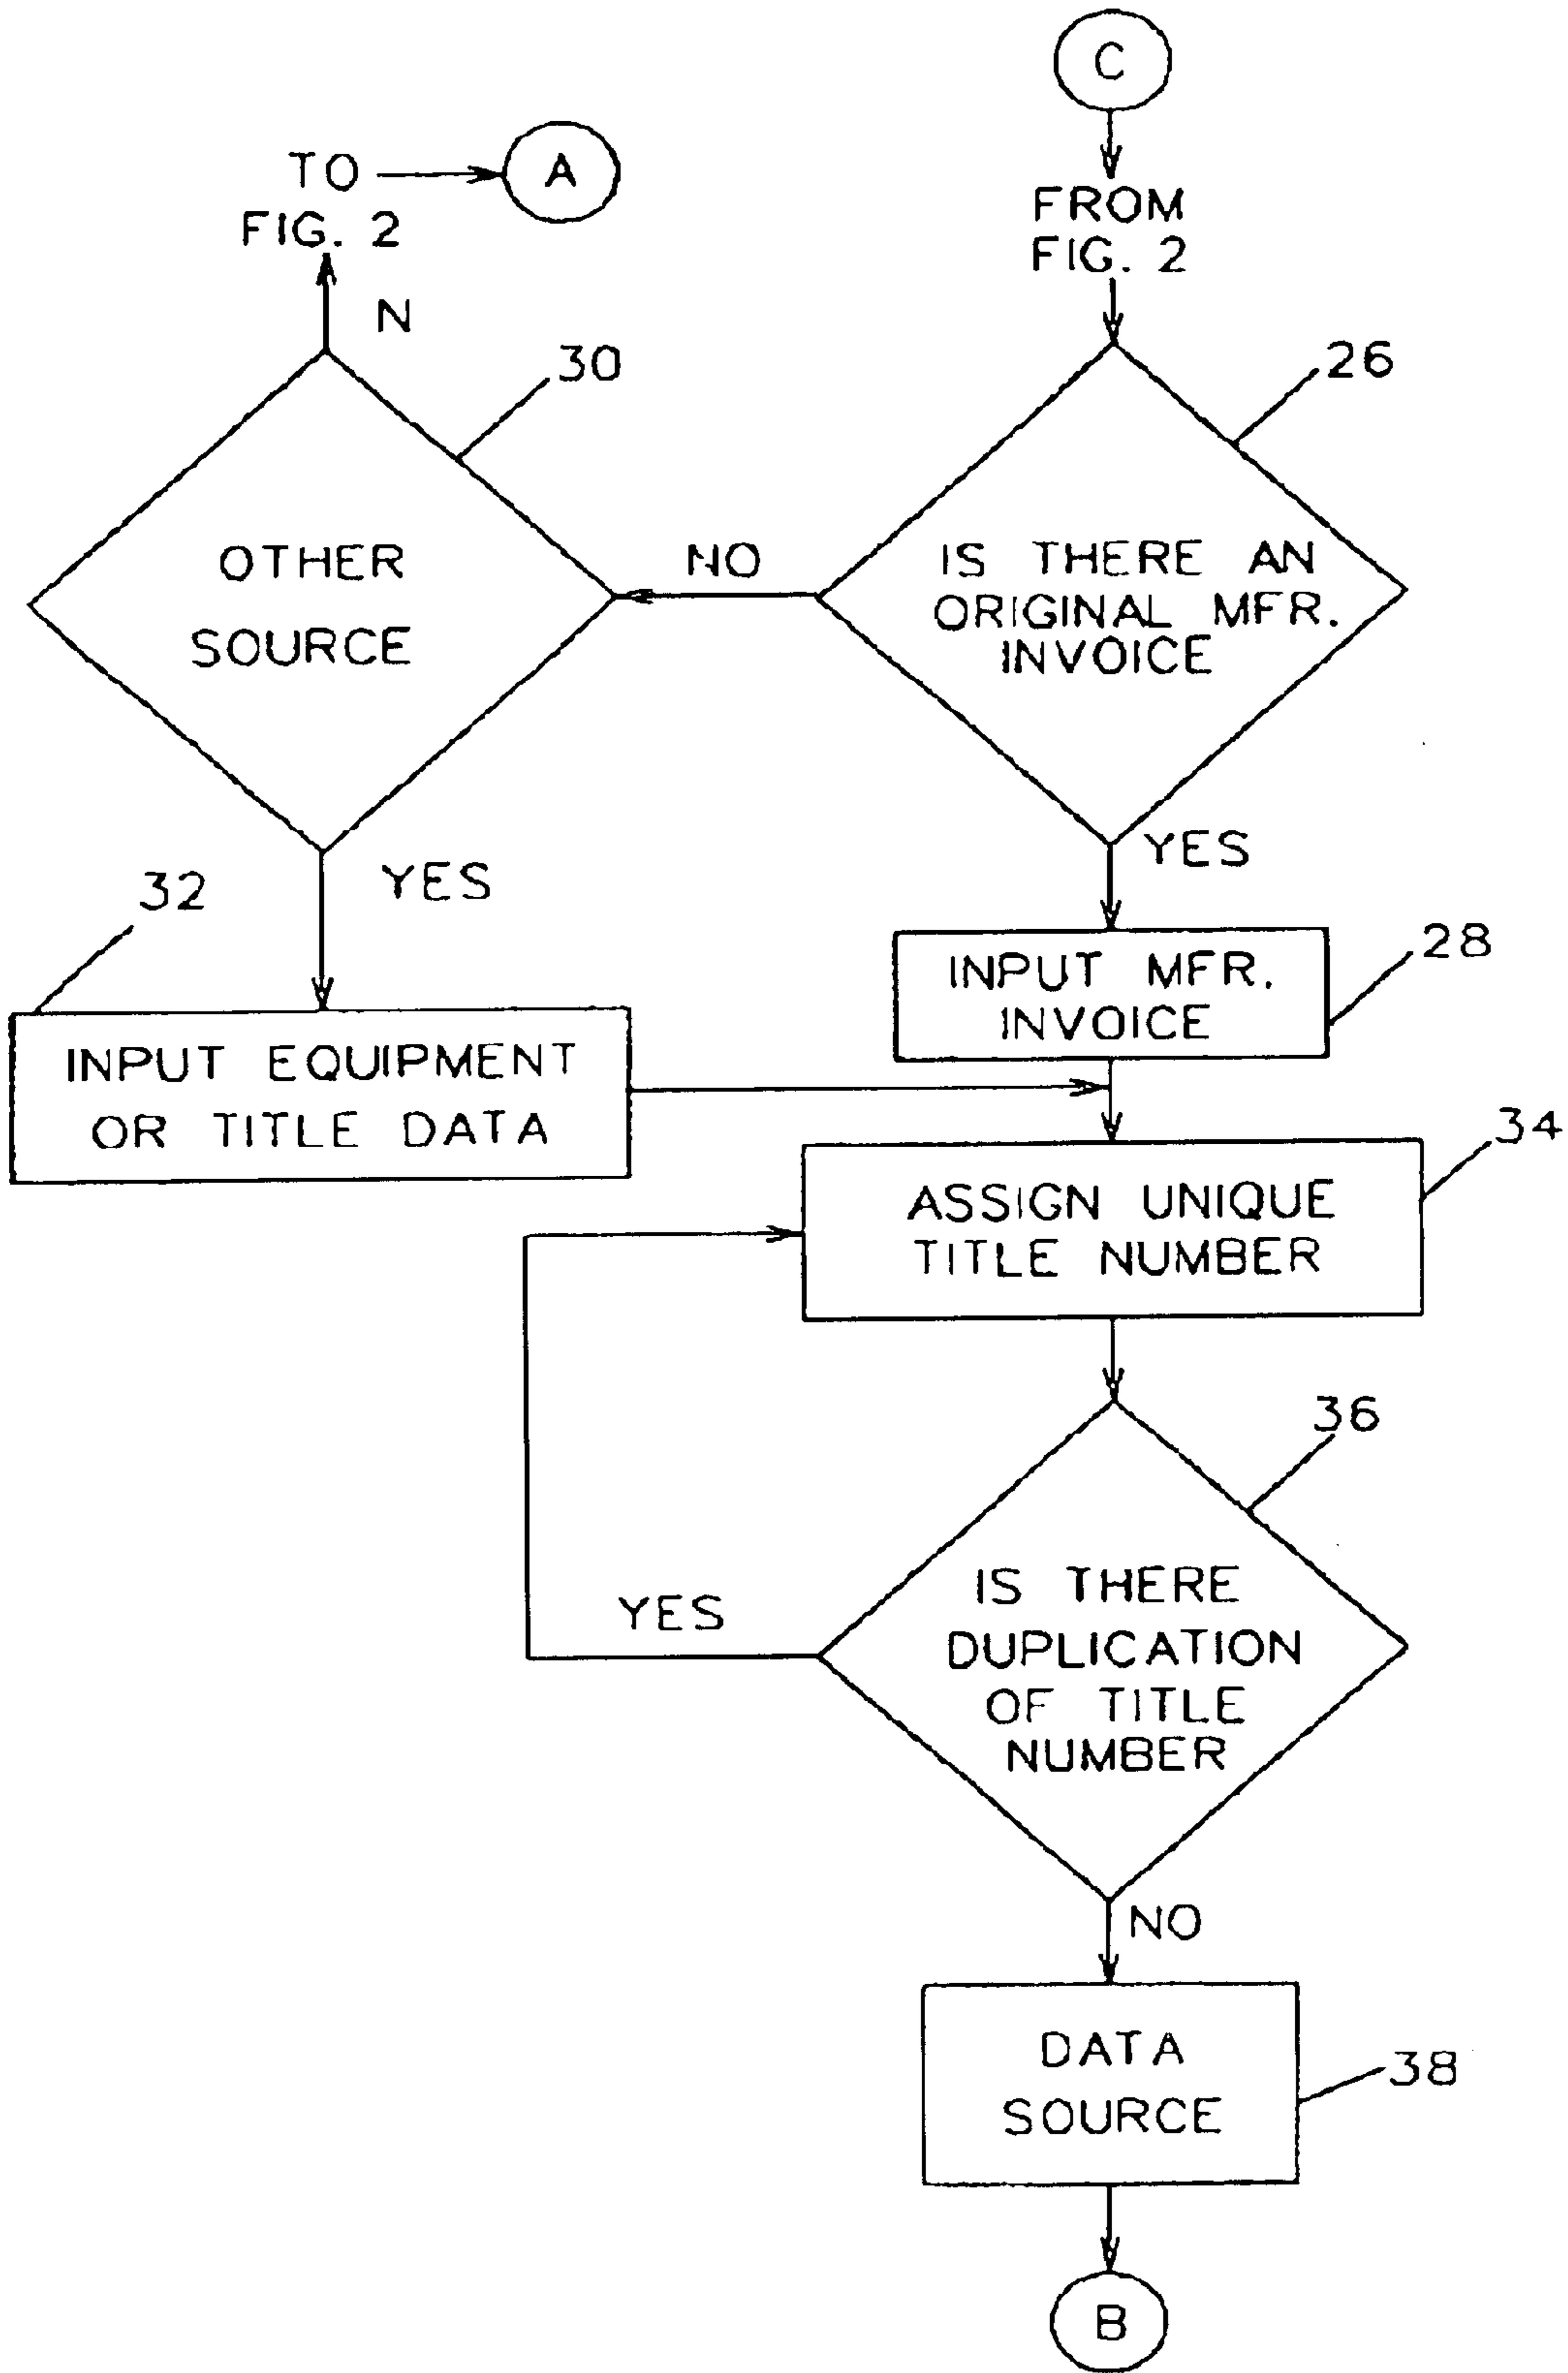 C
TO
A
FIG. 2
FROM
FIG. 2
N
30
26
OTHER
SOURCE
NO
IS THERE AN
ORIGINAL MFR.
INVOICE
YES
YES
32
28
INPUT MFR.
INVOICE
INPUT EQUIPMENT
OR TITLE DATA
34
ASSIGN UNIQUE
TITLE NUMBER
36
IS THERE
DUPLICATION
OF TITLE
NUMBER
YES
NO
DATA
SOURCE
38
B